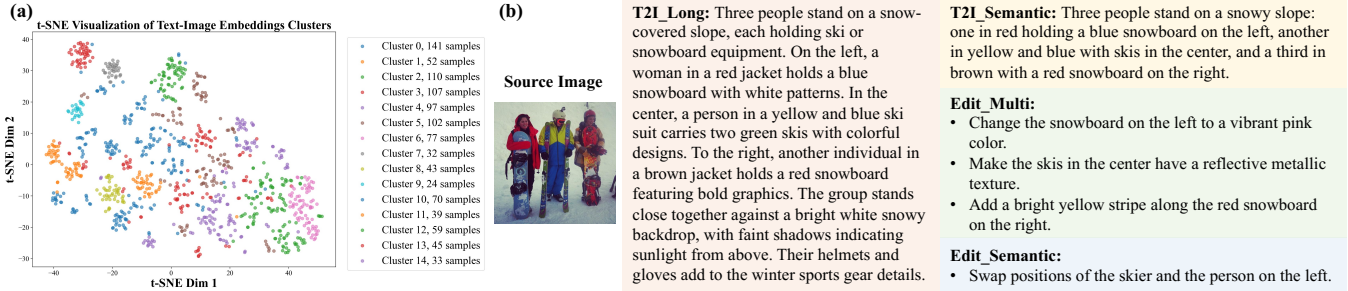 (a)
t-SNE Visualization of Text-Image Embeddings Clusters
t-SNE Dim 2
40
30
20
10
0
−10
−20
−30
−40
−20
0
20
40
t-SNE Dim 1
Cluster 0, 141 samples
Cluster 1, 52 samples
Cluster 2, 110 samples
Cluster 3, 107 samples
Cluster 4, 97 samples
Cluster 5, 102 samples
Cluster 6, 77 samples
Cluster 7, 32 samples
Cluster 8, 43 samples
Cluster 9, 24 samples
Cluster 10, 70 samples
Cluster 11, 39 samples
Cluster 12, 59 samples
Cluster 13, 45 samples
Cluster 14, 33 samples
(b)
Source Image
T2I_Long: Three people stand on a snow-
covered slope, each holding ski or
snowboard equipment. On the left, a
woman in a red jacket holds a blue
snowboard with white patterns. In the
center, a person in a yellow and blue ski
suit carries two green skis with colorful
designs. To the right, another individual in
a brown jacket holds a red snowboard
featuring bold graphics. The group stands
close together against a bright white snowy
backdrop, with faint shadows indicating
sunlight from above. Their helmets and
gloves add to the winter sports gear details.
T2I_Semantic: Three people stand on a snowy slope:
one in red holding a blue snowboard on the left, another
in yellow and blue with skis in the center, and a third in
brown with a red snowboard on the right.
Edit_Multi:
• Change the snowboard on the left to a vibrant pink
color.
• Make the skis in the center have a reflective metallic
texture.
• Add a bright yellow stripe along the red snowboard
on the right.
Edit_Semantic:
• Swap positions of the skier and the person on the left.